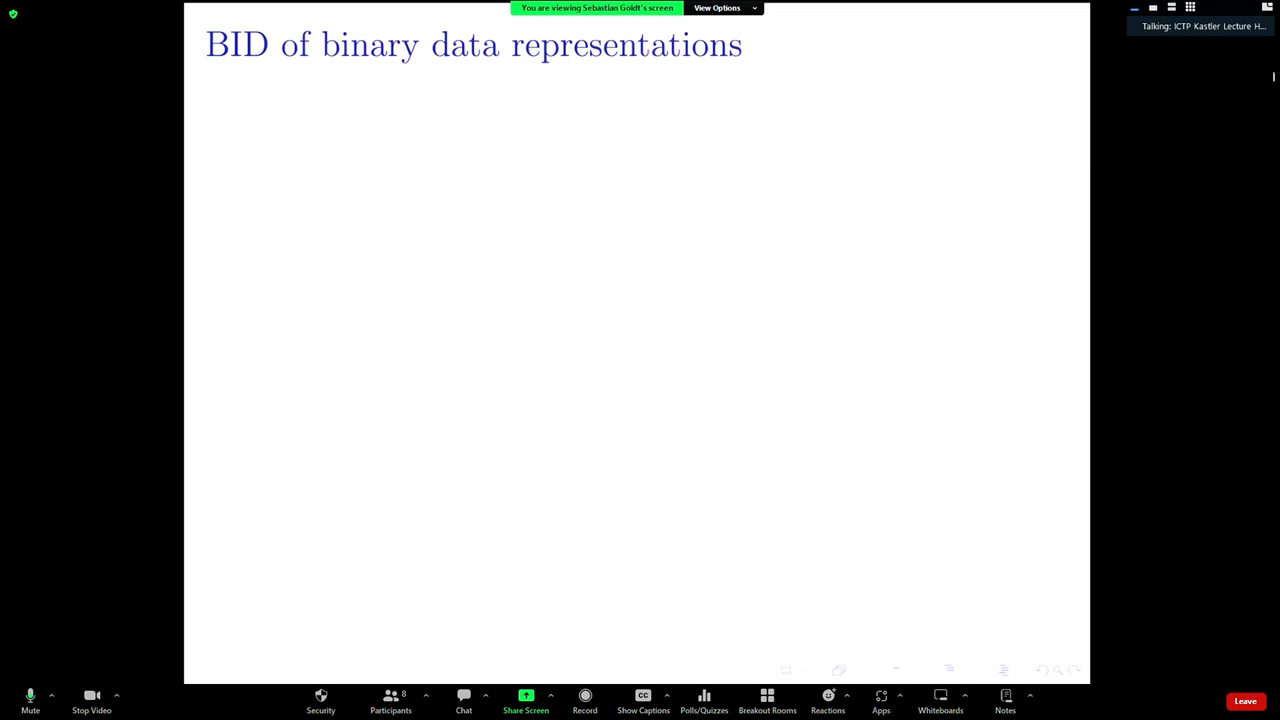 You are viewing Sebastian Goldt's screen
View Options
Talking: ICTP Kastler Lecture H...
BID of binary data representations
Mute
Stop Video
Security
Participants
8
Chat
Share Screen
Record
CC
Show Captions
Polls/Quizzes
Breakout Rooms
Reactions
Apps
Whiteboards
Notes
Leave